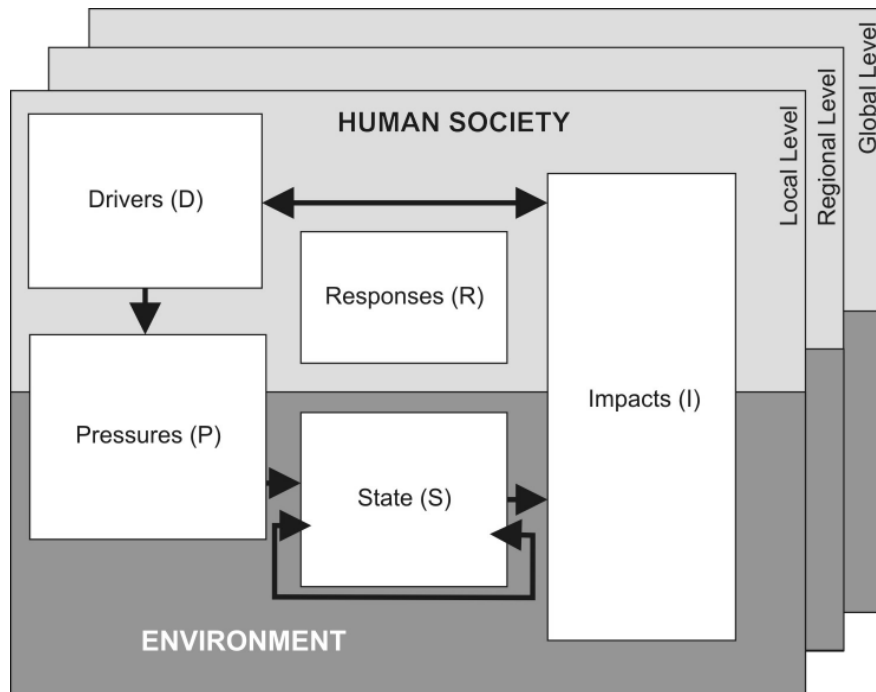 HUMAN SOCIETY
Drivers (D)
Responses (R)
Pressures (P)
State (S)
Impacts (I)
ENVIRONMENT
Local Level
Regional Level
Global Level